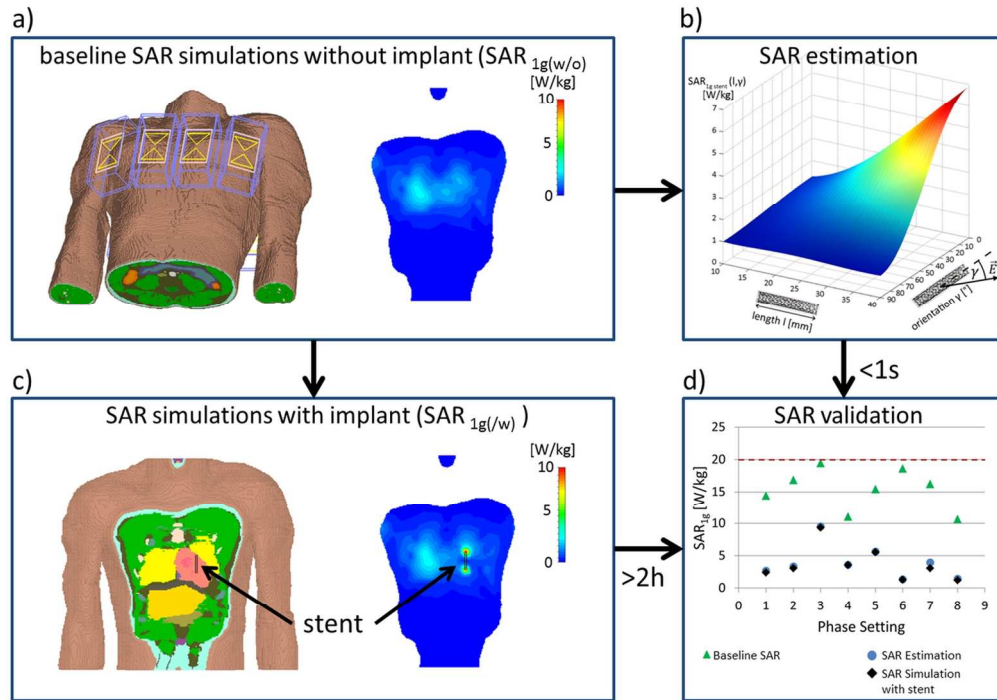 a)
baseline SAR simulations without implant (SAR 1g(w/o)
[W/kg]
10
5
0
b)
SAR estimation
SAR1g stent (l,γ)
[W/kg]
7
6
5
4
3
2
1
0
10
15
20
25
30
35
40
90
80
70
60
50
40
30
20
10
0
length l [mm]
orientation γ [°]
γ
E
<1s
c)
SAR simulations with implant (SAR 1g(/w) )
[W/kg]
10
5
0
stent
>2h
d)
SAR validation
SAR1g [W/kg]
25
20
15
10
5
0
0 1 2 3 4 5 6 7 8 9
Phase Setting
Baseline SAR
SAR Estimation
SAR Simulation
with stent